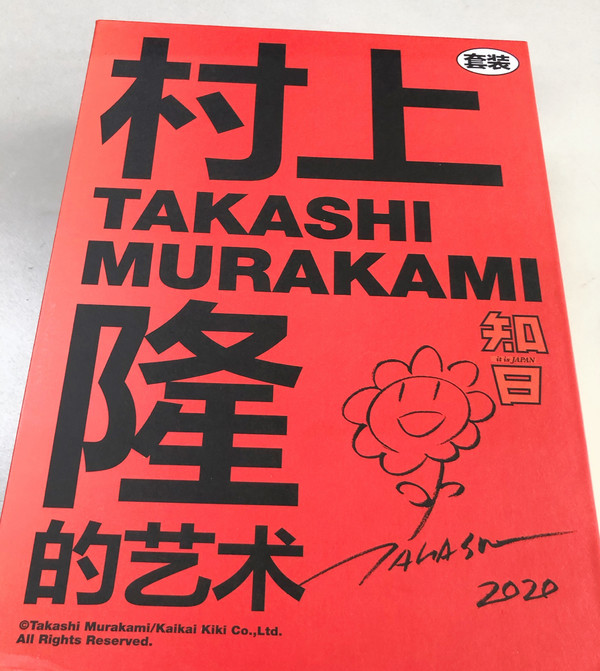 套装
村上
TAKASHI
MURAKAMI
知日
it is JAPAN
隆
的艺术
TAKASHI
2020
©Takashi Murakami/Kaikai Kiki Co.,Ltd.
All Rights Reserved.